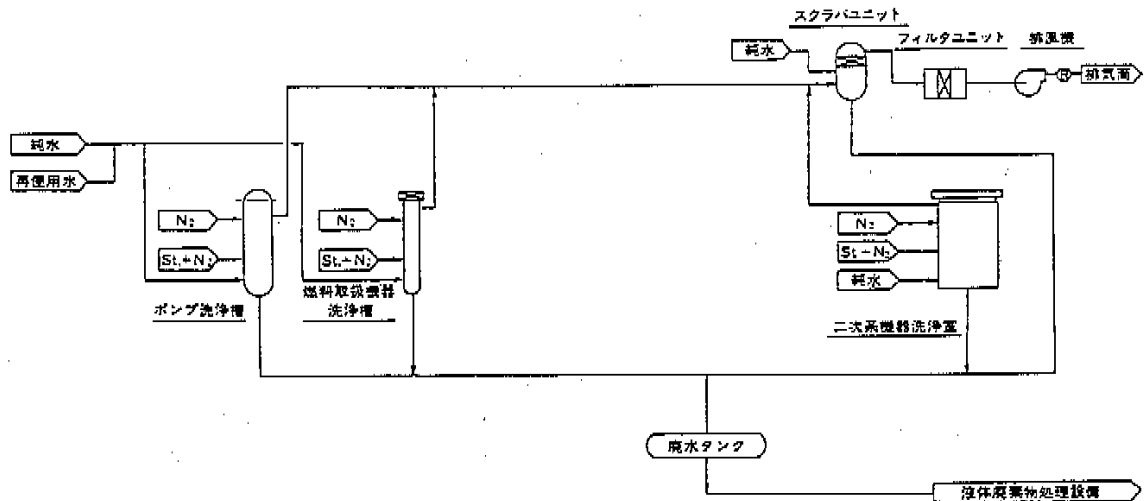 スクラバユニット
フィルタユニット
排風機
純水
排気筒
純水
再使用水
N₂
St.+N₂
ポンプ洗浄槽
N₂
St.+N₂
燃料取扱機器
洗浄槽
N₂
St.+N₂
純水
二次系機器洗浄室
廃水タンク
液体廃棄物処理設備